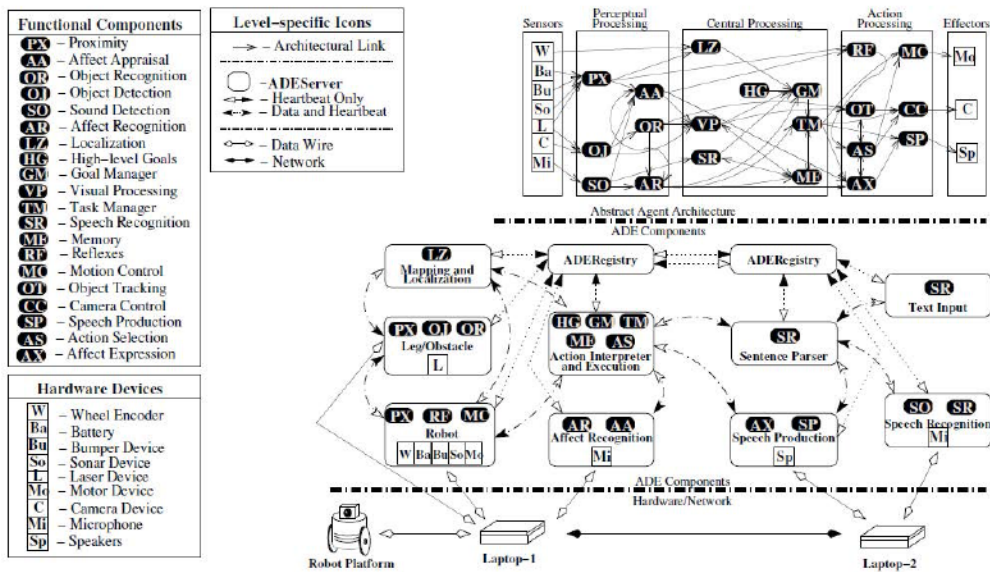 Functional Components
PX – Proximity
AA – Affect Appraisal
OR – Object Recognition
OJ – Object Detection
SO – Sound Detection
AR – Affect Recognition
LZ – Localization
HG – High-level Goals
GM – Goal Manager
VP – Visual Processing
TM – Task Manager
SR – Speech Recognition
ME – Memory
RF – Reflexes
MC – Motion Control
OT – Object Tracking
CC – Camera Control
SP – Speech Production
AS – Action Selection
AX – Affect Expression
Hardware Devices
W – Wheel Encoder
Ba – Battery
Bu – Bumper Device
So – Sonar Device
L – Laser Device
Mo – Motor Device
C – Camera Device
Mi – Microphone
Sp – Speakers
Level-specific Icons
– Architectural Link
– ADEServer
– Heartbeat Only
– Data and Heartbeat
– Data Wire
– Network
Sensors
Perceptual
Processing
Central Processing
Action
Processing
Effectors
W
Ba
Bu
So
L
C
Mi
PX
AA
OR
OJ
SO
AR
LZ
HG
GM
VP
TM
SR
ME
RF
MC
OT
CC
AS
SP
AX
Mo
C
Sp
Abstract Agent Architecture
ADE Components
LZ
Mapping and
Localization
ADERegistry
ADERegistry
SR
Text Input
PX OJ OR
Leg/Obstacle
L
HG GM TM
ME AS
Action Interpreter
and Execution
SR
Sentence Parser
PX RF MC
Robot
W Ba Bu So Mo
AR AA
Affect Recognition
Mi
AX SP
Speech Production
Sp
SO SR
Speech Recognition
Mi
ADE Components
Hardware/Network
Robot Platform
Laptop-1
Laptop-2